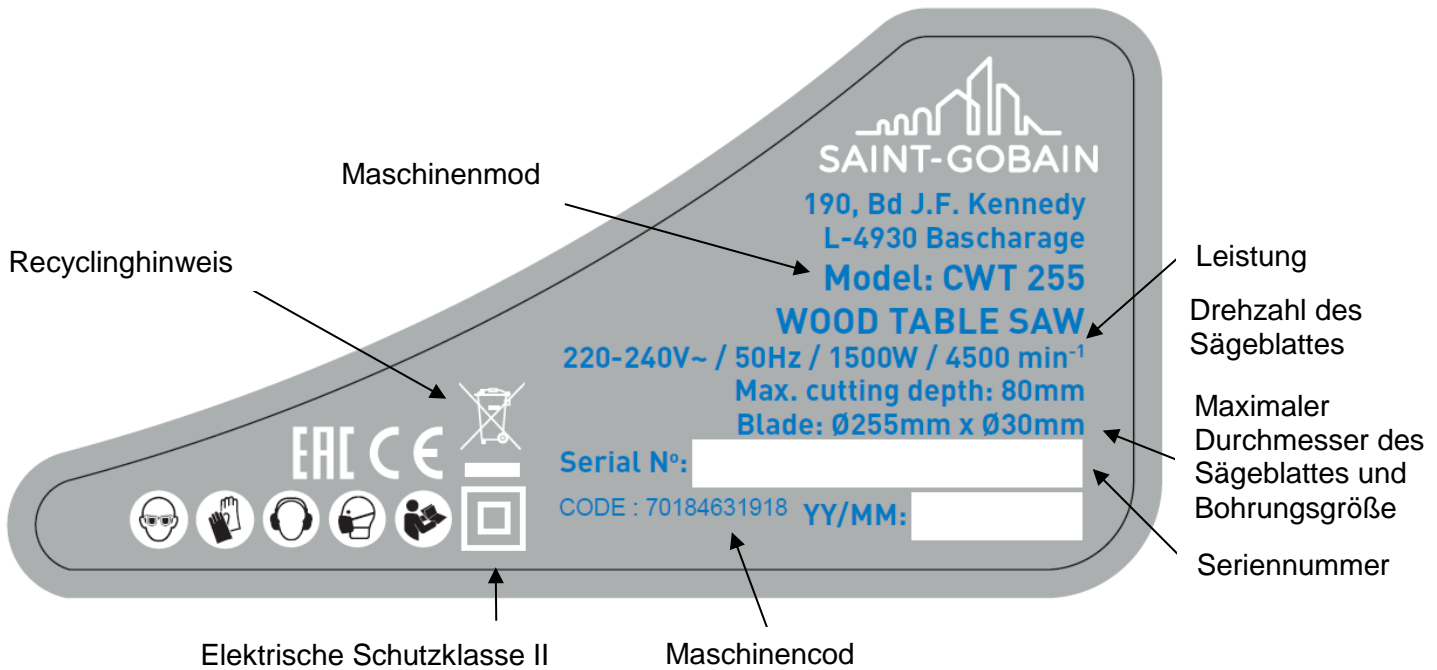 SAINT-GOBAIN
Maschinenmod
190, Bd J.F. Kennedy
L-4930 Bascharage
Recyclinghinweis
Model: CWT 255
Leistung
WOOD TABLE SAW
Drehzahl des
Sägeblattes
220-240V~ / 50Hz / 1500W / 4500 min⁻¹
Max. cutting depth: 80mm
Blade: Ø255mm x Ø30mm
Maximaler
Durchmesser des
Sägeblattes und
Bohrungsgröße
EAC CE
Serial Nº:
CODE : 70184631918 YY/MM:
Seriennummer
Elektrische Schutzklasse II
Maschinencod